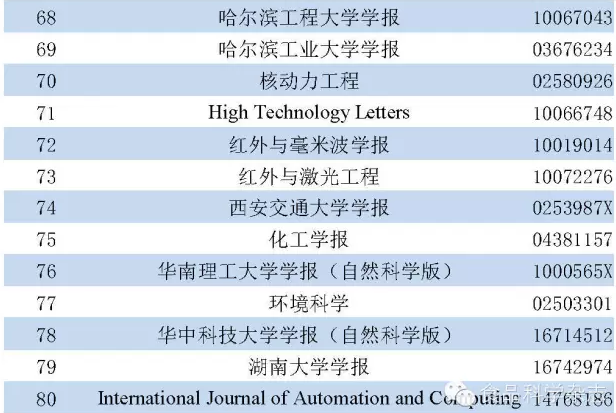 68 哈尔滨工程大学学报 10067043
69 哈尔滨工业大学学报 03676234
70 核动力工程 02580926
71 High Technology Letters 10066748
72 红外与毫米波学报 10019014
73 红外与激光工程 10072276
74 西安交通大学学报 0253987X
75 化工学报 04381157
76 华南理工大学学报（自然科学版） 1000565X
77 环境科学 02503301
78 华中科技大学学报（自然科学版） 16714512
79 湖南大学学报 16742974
80 International Journal of Automation and Computing 14768186
食品科学杂志